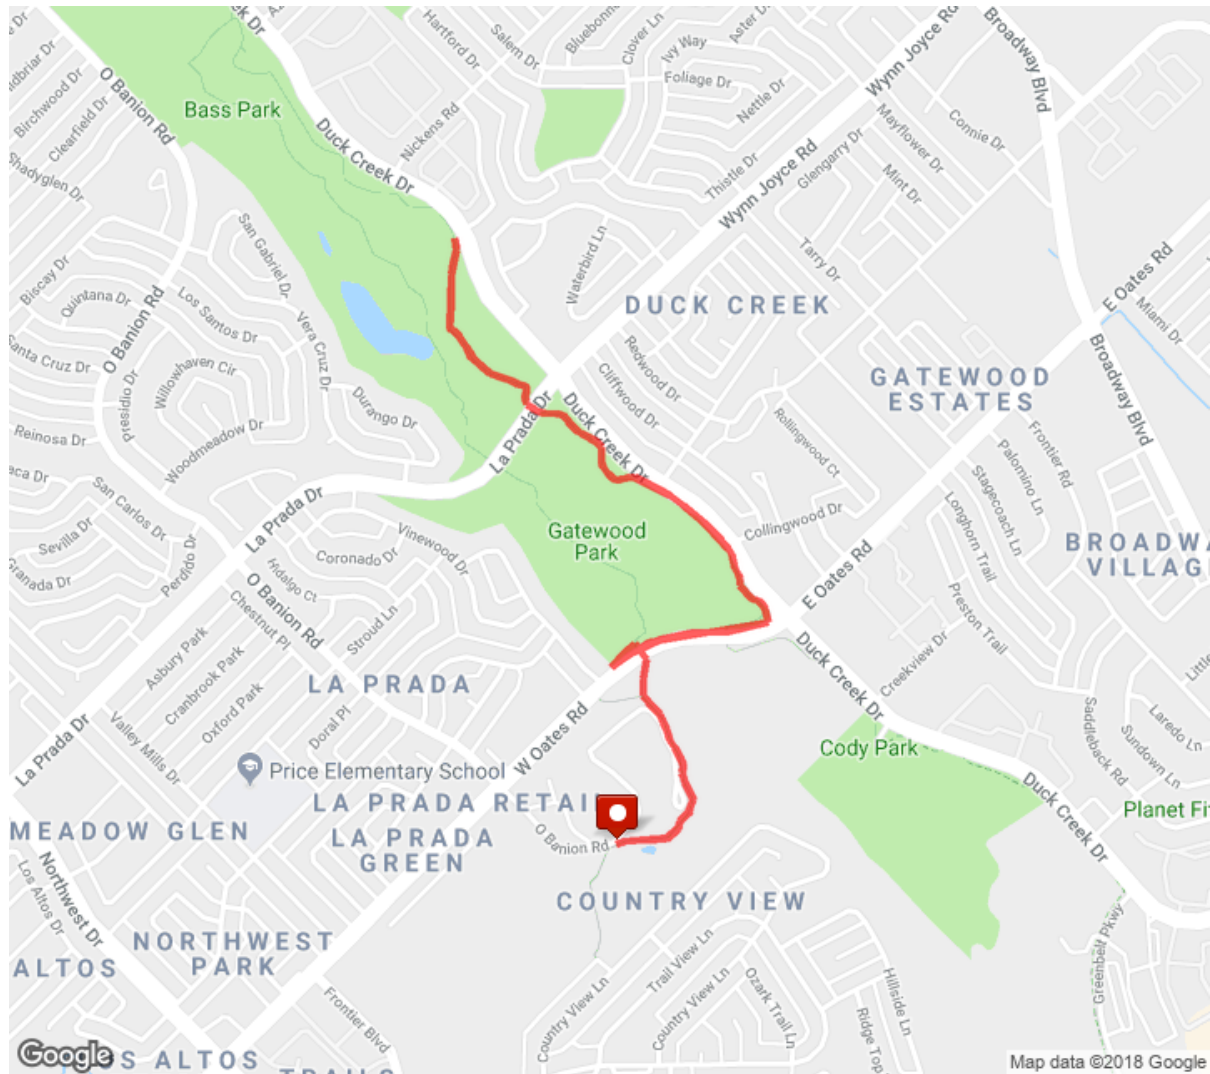 Hartford Dr
Salem Dr
Bluebonne
Clover Ln
Ivy Way
Aster D
Foliage Dr
Nettle Dr
Wynn Joyce Rd
Broadway Blvd
ek Dr
Birchwood Dr
Clearfield Dr
Shadyglen Dr
O Banion Rd
Bass Park
Duck Creek Dr
Nickens Rd
Thistle Dr
Wynn Joyce Rd
Glengarry Dr
Mayflower Dr
Mint Dr
Connie Dr
Tarry Dr
Waterbird Ln
San Gabriel Dr
Biscay Dr
Quintana Dr
O Banion Rd
Los Santos Dr
Vera Cruz Dr
DUCK CREEK
E Oates Rd
Miami Dr
Santa Cruz Dr
Willowhaven Cir
Presidio Dr
Durango Dr
Redwood Dr
Cliffwood Dr
GATEWOOD
ESTATES
Broadway Blvd
Reinosa Dr
Woodmeadow Dr
La Prada Dr
Duck Creek Dr
Rollingwood Ct
Frontier Rd
Palomino Ln
Stagecoach Ln
Longhorn Trail
eca Dr
San Carlos Dr
Sevilla Dr
Granada Dr
Perdido Dr
La Prada Dr
Vinewood Dr
Coronado Dr
Hidalgo Ct
Gatewood
Park
Collingwood Dr
E Oates Rd
BROADWA
VILLAG
Preston Trail
O Banion Rd
Chestnut Pl
Stroud Ln
Asbury Park
Cranbrook Park
Oxford Park
Doral Pl
LA PRADA
Duck Creek Dr
Creekview Dr
Little
Laredo Ln
Sundown Ln
Saddleback Rd
La Prada Dr
Valley Mills Dr
W Oates Rd
Cody Park
Price Elementary School
Duck Creek Dr
Planet Fi
LA PRADA RETAI
MEADOW GLEN
LA PRADA
GREEN
O Banion Rd
Northwest Dr
Los Altos Dr
COUNTRY VIEW
NORTHWEST
PARK
ALTOS
Trail View Ln
Country View Ln
Country View Ln
Ozark Trail Ln
Hillside Ln
Ridge Top
Greenbelt Pkwy
Frontier Blvd
Google
OS ALTOS
TRAILS
Map data ©2018 Google